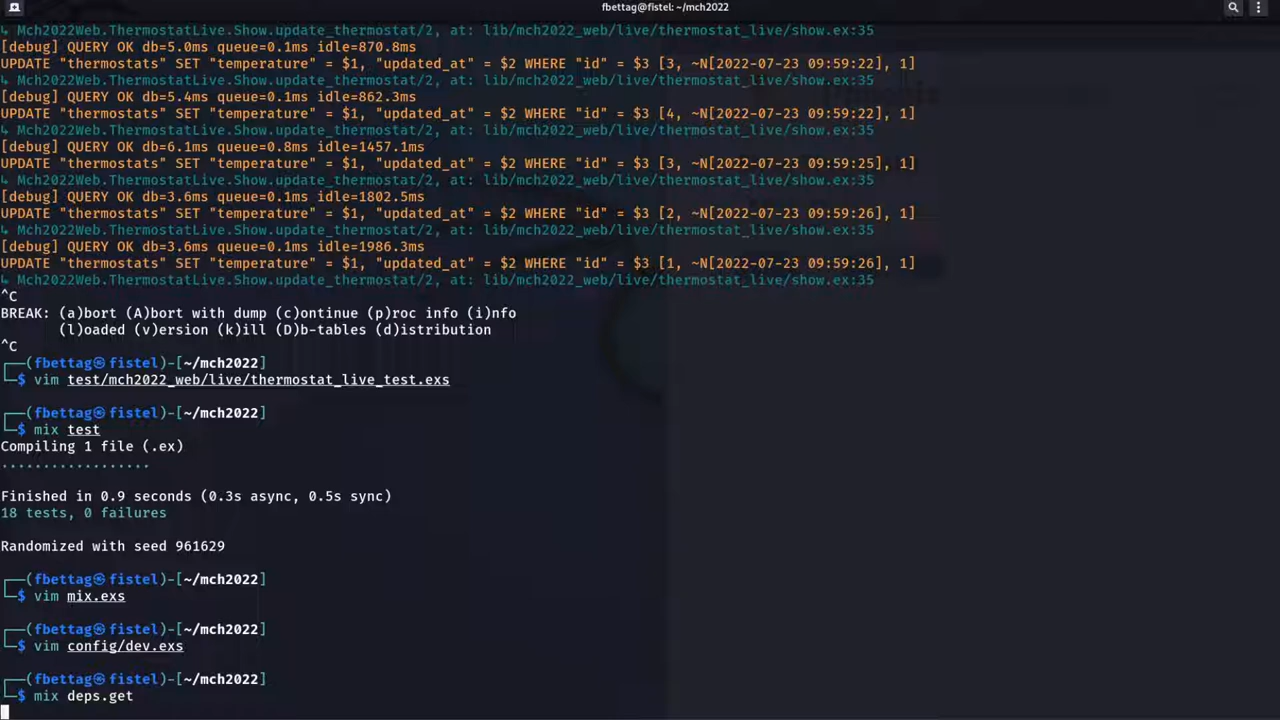 fbettag@fistel: ~/mch2022
↳ Mch2022Web.ThermostatLive.Show.update_thermostat/2, at: lib/mch2022_web/live/thermostat_live/show.ex:35
[debug] QUERY OK db=5.0ms queue=0.1ms idle=870.8ms
UPDATE "thermostats" SET "temperature" = $1, "updated_at" = $2 WHERE "id" = $3 [3, ~N[2022-07-23 09:59:22], 1]
↳ Mch2022Web.ThermostatLive.Show.update_thermostat/2, at: lib/mch2022_web/live/thermostat_live/show.ex:35
[debug] QUERY OK db=5.4ms queue=0.1ms idle=862.3ms
UPDATE "thermostats" SET "temperature" = $1, "updated_at" = $2 WHERE "id" = $3 [4, ~N[2022-07-23 09:59:22], 1]
↳ Mch2022Web.ThermostatLive.Show.update_thermostat/2, at: lib/mch2022_web/live/thermostat_live/show.ex:35
[debug] QUERY OK db=6.1ms queue=0.8ms idle=1457.1ms
UPDATE "thermostats" SET "temperature" = $1, "updated_at" = $2 WHERE "id" = $3 [3, ~N[2022-07-23 09:59:25], 1]
↳ Mch2022Web.ThermostatLive.Show.update_thermostat/2, at: lib/mch2022_web/live/thermostat_live/show.ex:35
[debug] QUERY OK db=3.6ms queue=0.1ms idle=1802.5ms
UPDATE "thermostats" SET "temperature" = $1, "updated_at" = $2 WHERE "id" = $3 [2, ~N[2022-07-23 09:59:26], 1]
↳ Mch2022Web.ThermostatLive.Show.update_thermostat/2, at: lib/mch2022_web/live/thermostat_live/show.ex:35
[debug] QUERY OK db=3.6ms queue=0.1ms idle=1986.3ms
UPDATE "thermostats" SET "temperature" = $1, "updated_at" = $2 WHERE "id" = $3 [1, ~N[2022-07-23 09:59:26], 1]
↳ Mch2022Web.ThermostatLive.Show.update_thermostat/2, at: lib/mch2022_web/live/thermostat_live/show.ex:35
^C
BREAK: (a)bort (A)bort with dump (c)ontinue (p)roc info (i)nfo
(l)oaded (v)ersion (k)ill (D)b-tables (d)istribution
^C
┌──(fbettag㉿fistel)-[~/mch2022]
└─$ vim test/mch2022_web/live/thermostat_live_test.exs
┌──(fbettag㉿fistel)-[~/mch2022]
└─$ mix test
Compiling 1 file (.ex)
..................
Finished in 0.9 seconds (0.3s async, 0.5s sync)
18 tests, 0 failures
Randomized with seed 961629
┌──(fbettag㉿fistel)-[~/mch2022]
└─$ vim mix.exs
┌──(fbettag㉿fistel)-[~/mch2022]
└─$ vim config/dev.exs
┌──(fbettag㉿fistel)-[~/mch2022]
└─$ mix deps.get